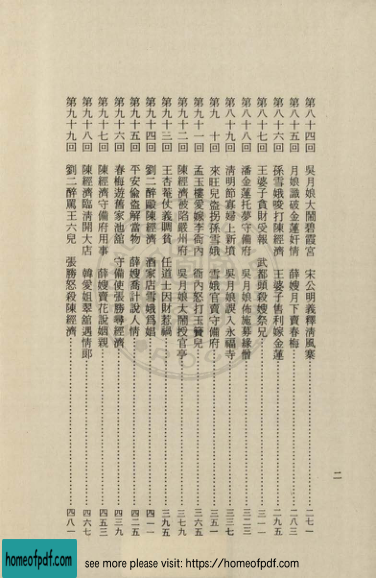 第八十四回 吳月娘大鬧碧霞宮 宋公明義釋清風寨 二七一
第八十五回 月娘識破金蓮奸情 薛嫂月下賣春梅 二八三
第八十六回 孫雪娥唆打陳經濟 王婆子售利嫁金蓮 二九五
第八十七回 王婆子貪財受報 武都頭殺嫂祭兄 三一一
第八十八回 潘金蓮托夢守備府 吳月娘佈施募緣僧 三二三
第八十九回 清明節寡婦上新墳 吳月娘誤入永福寺 三三七
第九十回 來旺兒盜拐孫雪娥 雪娥官賣守備府 三五一
第九十一回 孟玉樓愛嫁李衙內 衙內怒打玉簪兒 三六五
第九十二回 陳經濟被陷嚴州府 吳月娘大鬧授官亭 三七九
第九十三回 王杏菴仗義賙貧 任道士因財惹禍 三九五
第九十四回 劉二醉毆陳經濟 酒家店雪娥爲娼 四一一
第九十五回 平安偷盜解當物 薛嫂喬計說人情 四二五
第九十六回 春梅遊舊家池舘 守備使張勝尋經濟 四三九
第九十七回 陳經濟守備府用事 薛嫂賣花說姻親 四五三
第九十八回 陳經濟臨清開大店 韓愛姐翠舘遇情郎 四六七
第九十九回 劉二醉罵王六兒 張勝怒殺陳經濟 四八一
二
homeofpdf.com
see more please visit: https://homeofpdf.com